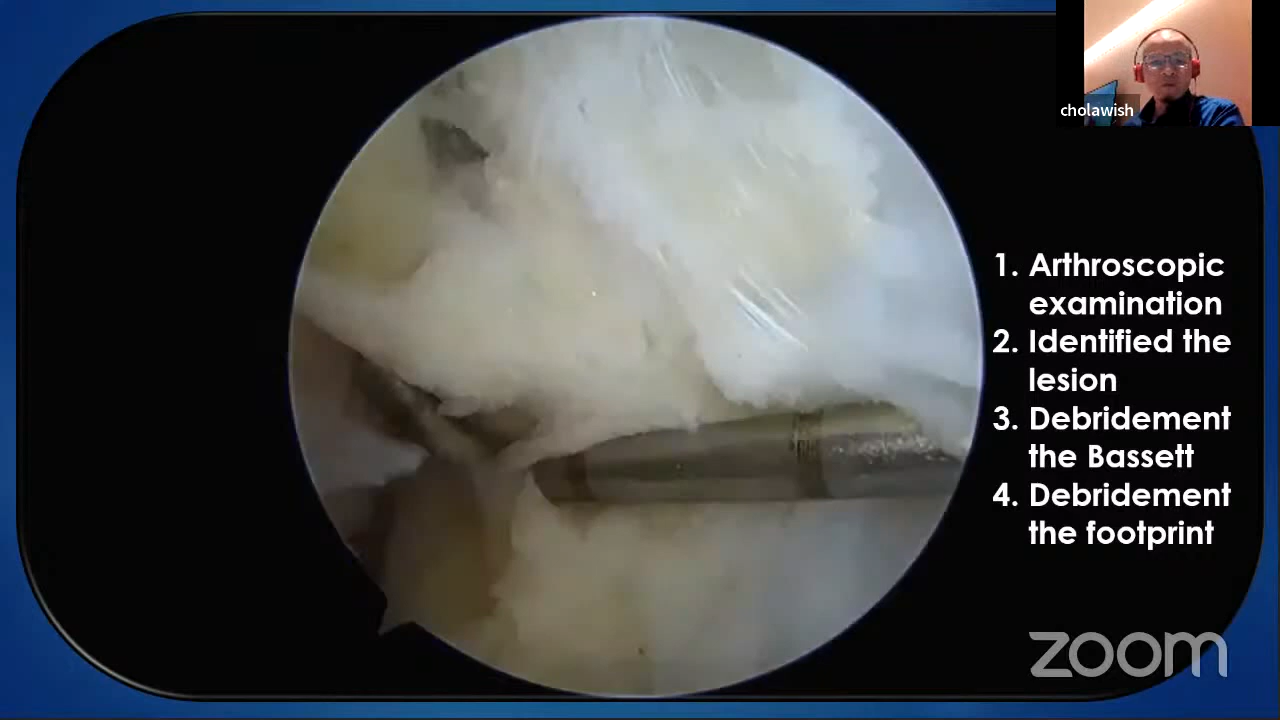 cholawish
1. Arthroscopic
examination
2. Identified the
lesion
3. Debridement
the Bassett
4. Debridement
the footprint
zoom